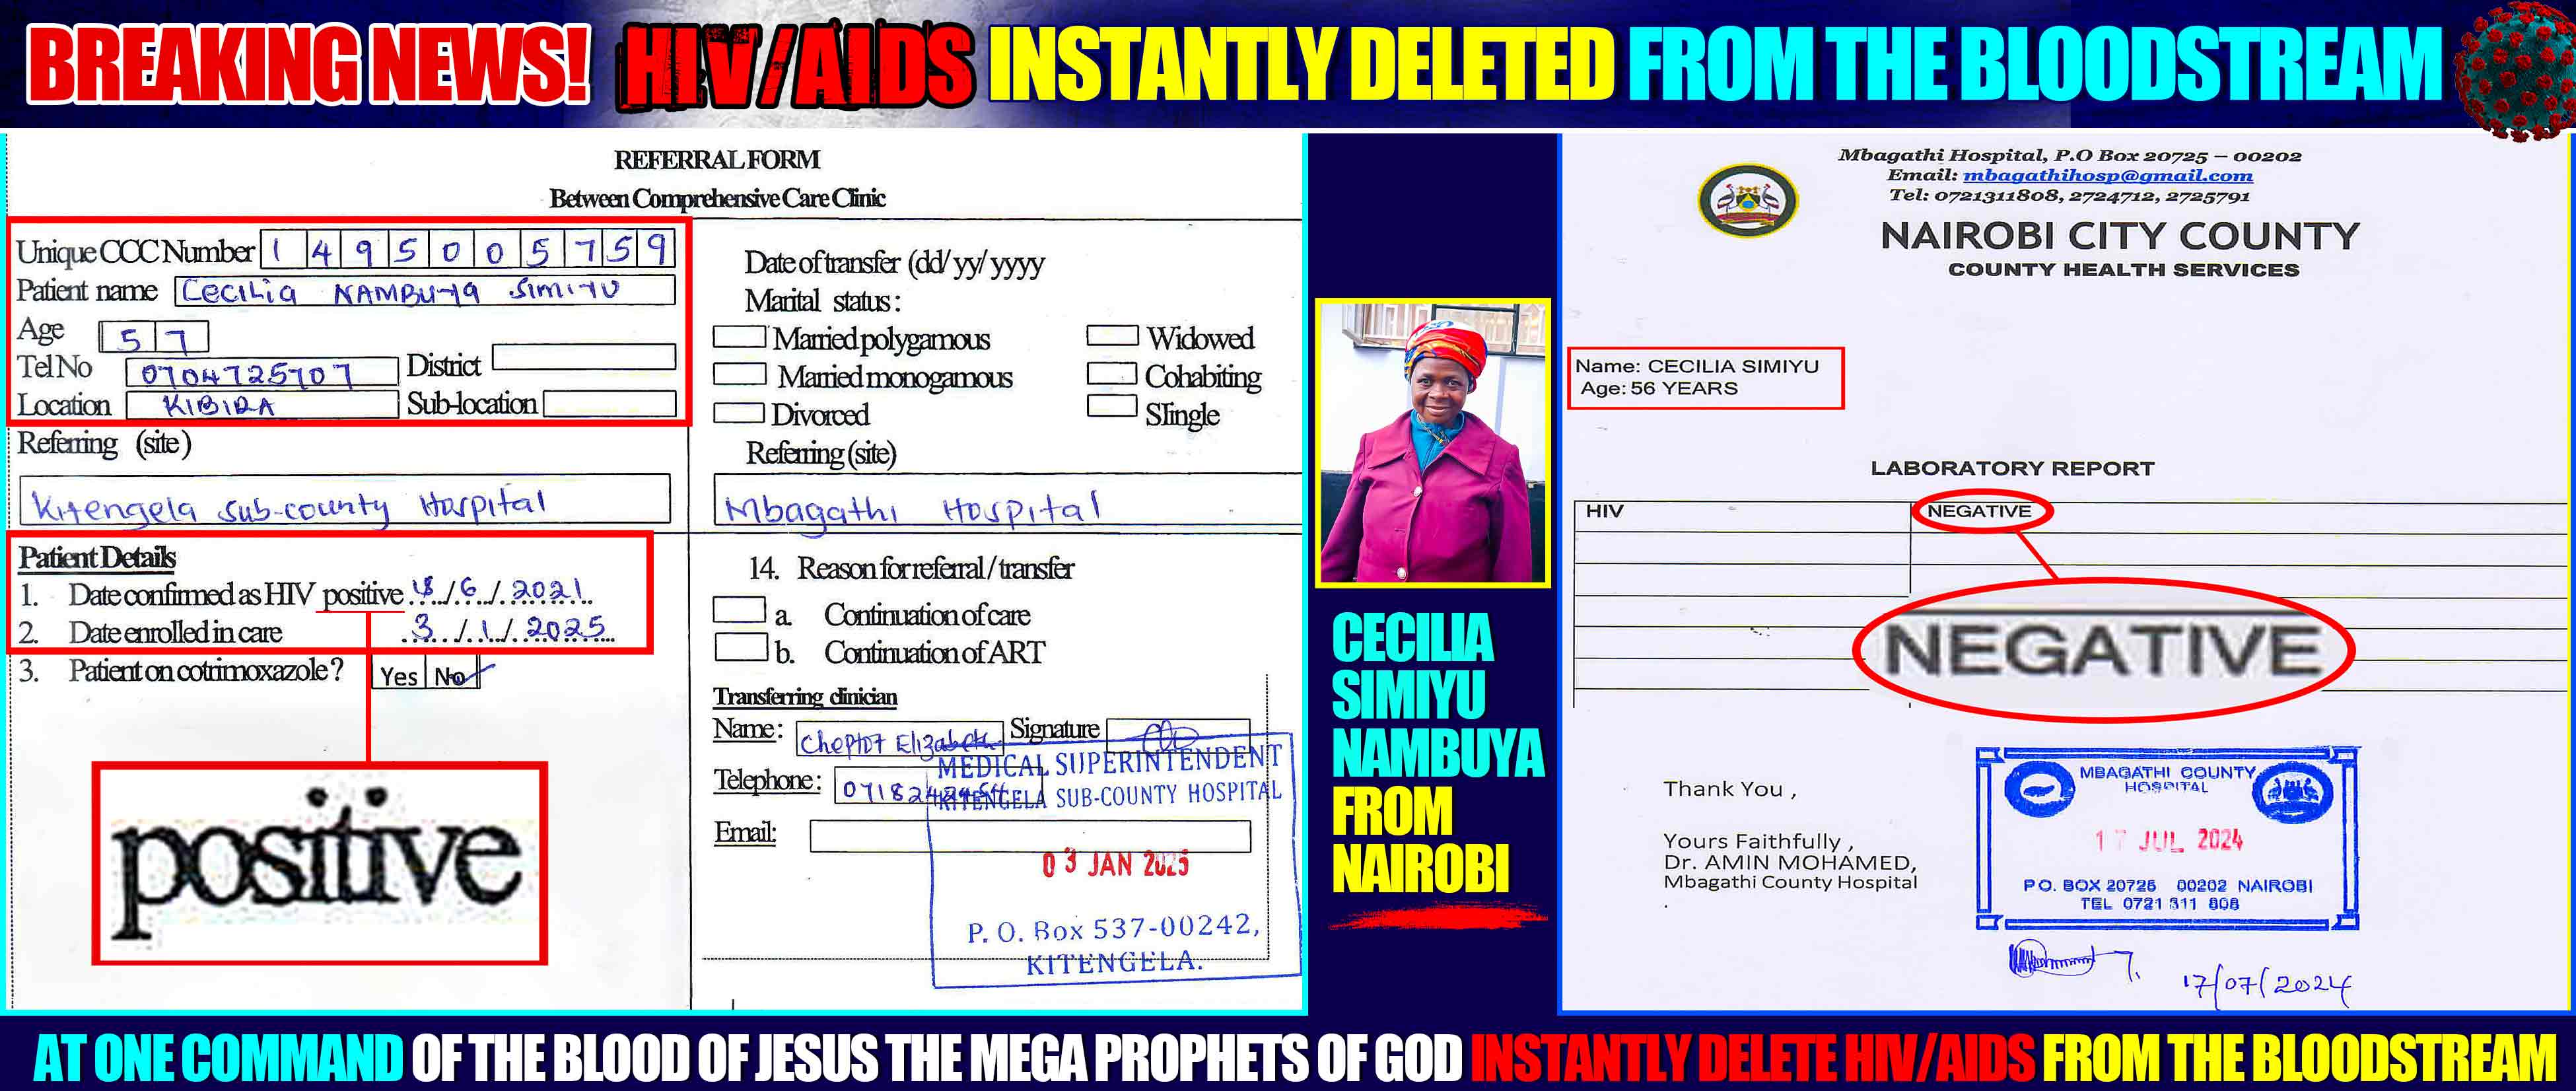 BREAKING NEWS! HIV/AIDS INSTANTLY DELETED FROM THE BLOODSTREAM
REFERRAL FORM
Between Comprehensive Care Clinic
Unique CCC Number 1 4 9 5 0 0 5 7 5 9
Patient name Cecilia NAMBUYA SIMIYU
Age 5 7
Tel No 0704725707 District
Location KIBIRA Sub-location
Referring (site)
Kitengela Sub-county Hospital
Patient Details
1. Date confirmed as HIV positive /6/ 2021
2. Date enrolled in care 3/1/2025
3. Patient on cotrimoxazole? Yes No
positive
Date of transfer (dd/yy/yyyy
Marital status:
Married polygamous Widowed
Married monogamous Cohabiting
Divorced Slingle
Referring (site)
Mbagathi Hospital
14. Reason for referral / transfer
a. Continuation of care
b. Continuation of ART
Transferring clinician
Name: Elizabeth Signature
Telephone:
Email:
MEDICAL SUPERINTENDENT
KITENGELA SUB-COUNTY HOSPITAL
03 JAN 2025
P. O. Box 537-00242,
KITENGELA.
CECILIA
SIMIYU
NAMBUYA
FROM
NAIROBI
Mbagathi Hospital, P.O Box 20725 – 00202
Email: mbagathihosp@gmail.com
Tel: 0721311808, 2724712, 2725791
NAIROBI CITY COUNTY
COUNTY HEALTH SERVICES
Name: CECILIA SIMIYU
Age: 56 YEARS
LABORATORY REPORT
HIV NEGATIVE
NEGATIVE
Thank You ,
Yours Faithfully ,
Dr. AMIN MOHAMED,
Mbagathi County Hospital
.
MBAGATHI COUNTY
HOSPITAL
17 JUL 2024
P O. BOX 20725 00202 NAIROBI
TEL 0721 311 808
17/07/2024
AT ONE COMMAND OF THE BLOOD OF JESUS THE MEGA PROPHETS OF GOD INSTANTLY DELETE HIV/AIDS FROM THE BLOODSTREAM